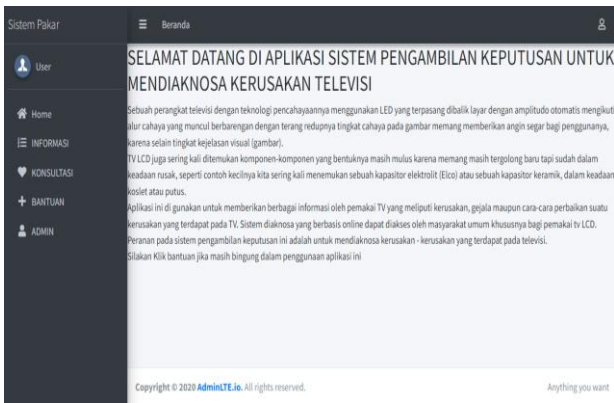 Sistem Pakar
Beranda
User
Home
INFORMASI
KONSULTASI
BANTUAN
ADMIN
SELAMAT DATANG DI APLIKASI SISTEM PENGAMBILAN KEPUTUSAN UNTUK
MENDIAKNOSA KERUSAKAN TELEVISI
Sebuah perangkat televisi dengan teknologi pencahayaannya menggunakan LED yang terpasang dibalik layar dengan amplitudo otomatis mengikuti
alur cahaya yang muncul berbarengan dengan terang redupnya tingkat cahaya pada gambar memang memberikan angin segar bagi penggunanya,
karena selain tingkat kejelasan visual (gambar).
TV LCD juga sering kali ditemukan komponen-komponen yang bentuknya masih mulus karena memang masih tergolong baru tapi sudah dalam
keadaan rusak, seperti contoh kecilnya kita sering kali menemukan sebuah kapasitor elektrolit (Elco) atau sebuah kapasitor keramik, dalam keadaan
koslet atau putus.
Aplikasi ini di gunakan untuk memberikan berbagai informasi oleh pemakai TV yang meliputi kerusakan, gejala maupun cara-cara perbaikan suatu
kerusakan yang terdapat pada TV. Sistem diaknosa yang berbasis online dapat diakses oleh masyarakat umum khususnya bagi pemakai tv LCD.
Peranan pada sistem pengambilan keputusan ini adalah untuk mendiaknosa kerusakan - kerusakan yang terdapat pada televisi.
Silakan Klik bantuan jika masih bingung dalam penggunaan aplikasi ini
Copyright © 2020 AdminLTE.io. All rights reserved.
Anything you want